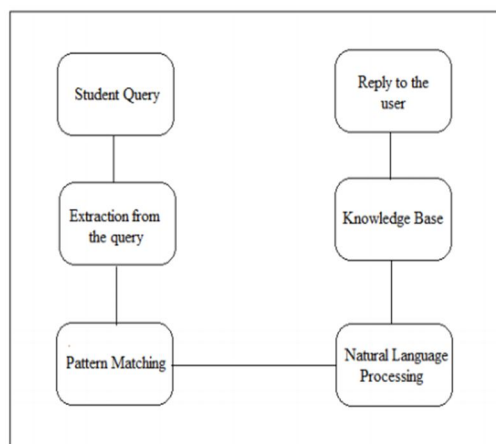 Student Query
Extraction from
the query
Pattern Matching
Natural Language
Processing
Knowledge Base
Reply to the
user